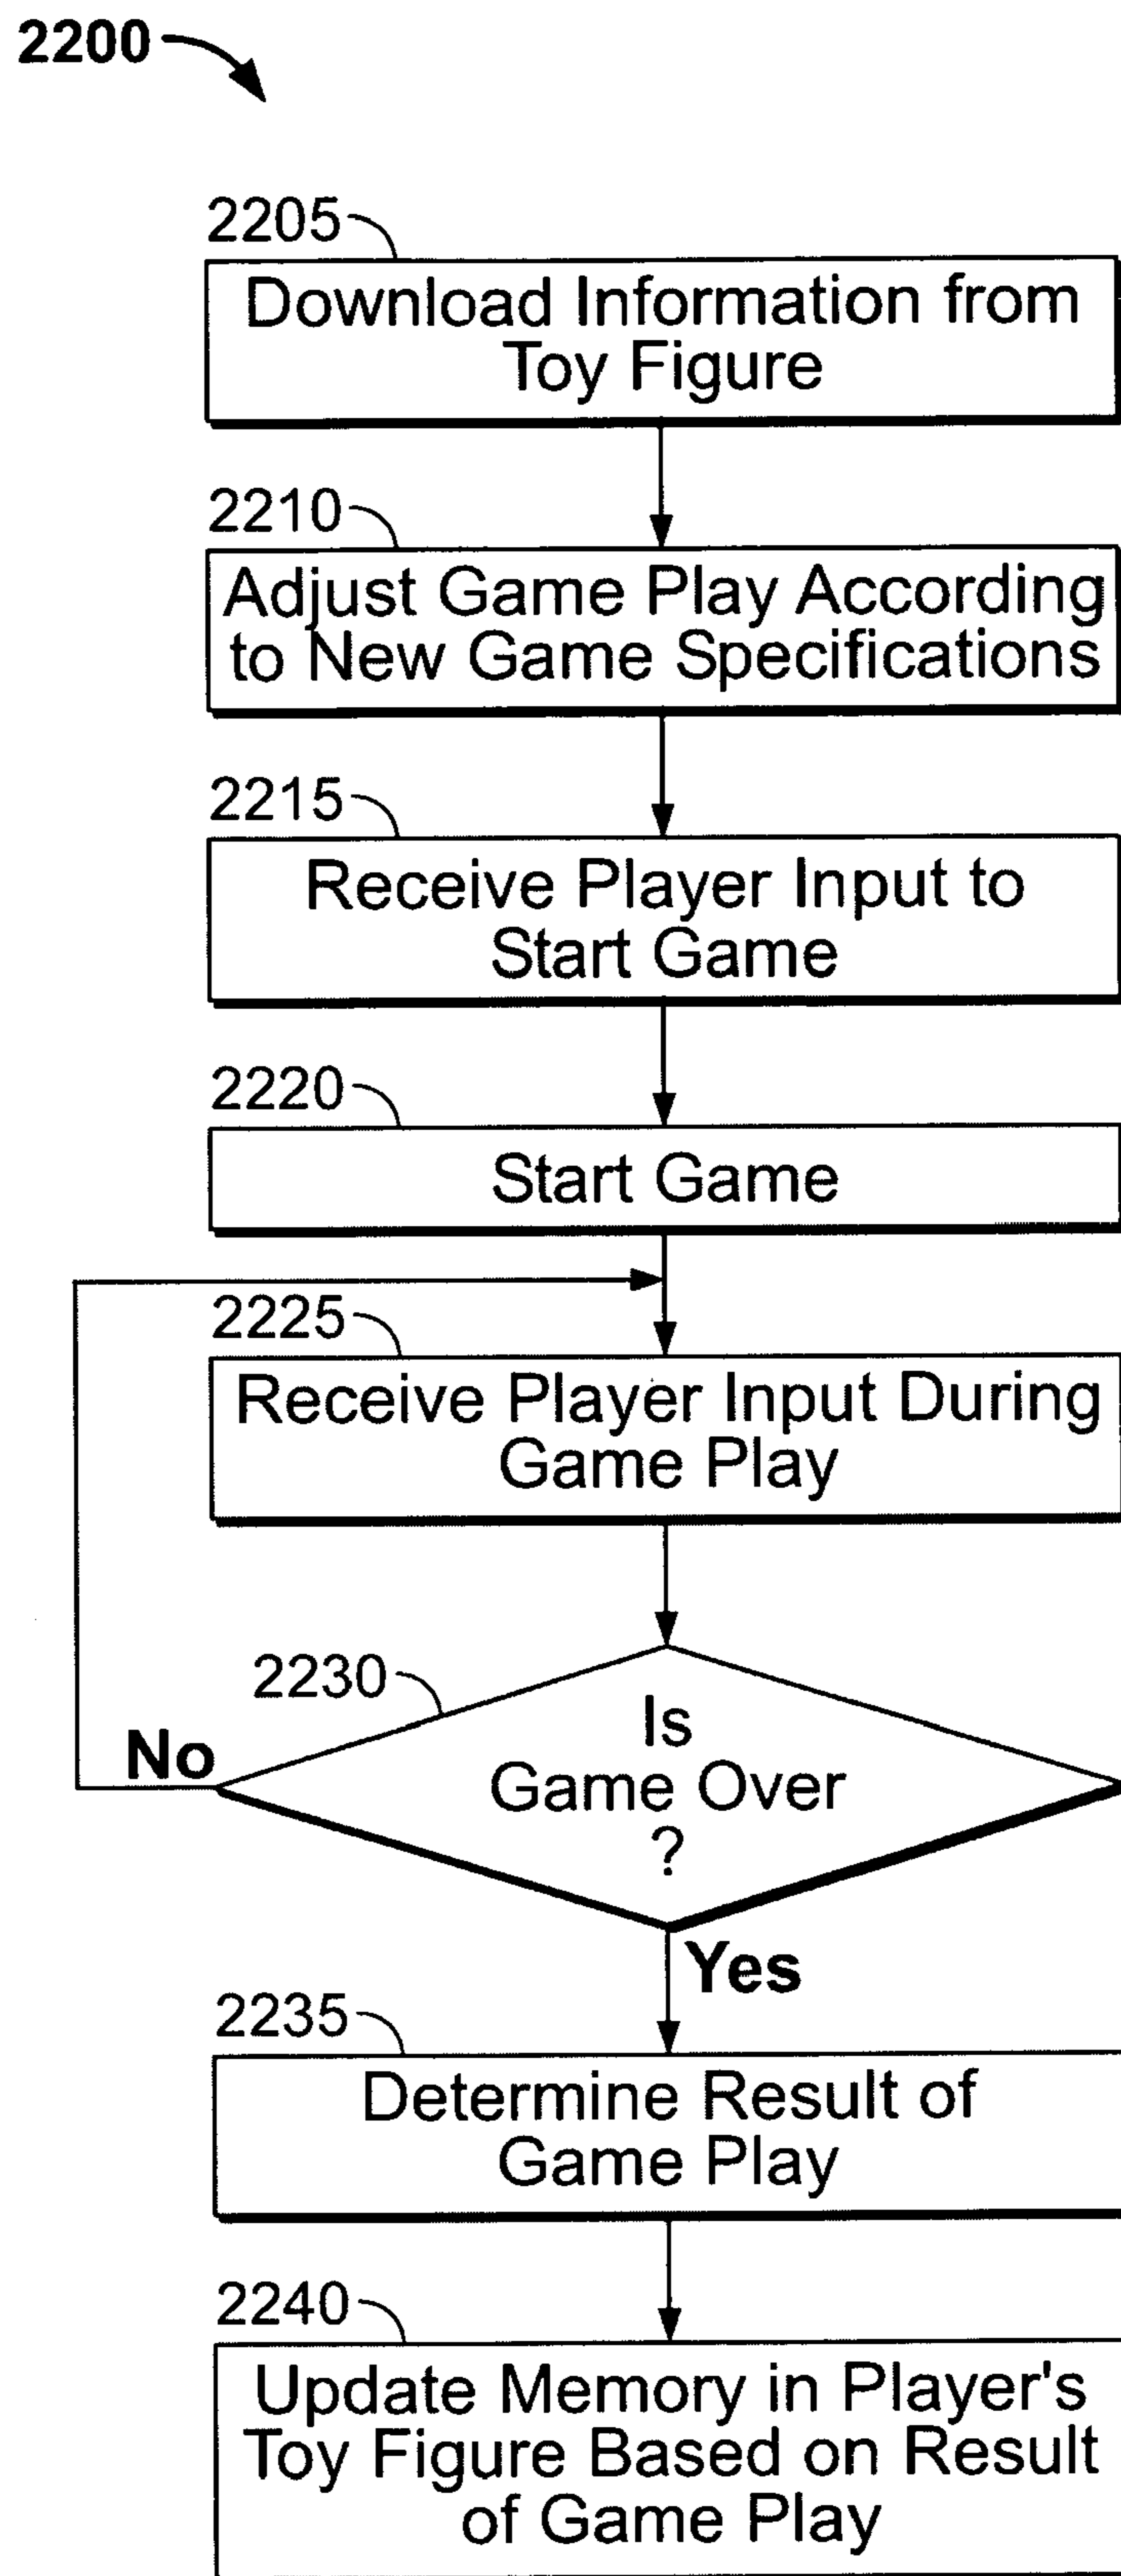 2200
2205
Download Information from
Toy Figure
2210
Adjust Game Play According
to New Game Specifications
2215
Receive Player Input to
Start Game
2220
Start Game
2225
Receive Player Input During
Game Play
2230
Is
Game Over
?
No
Yes
2235
Determine Result of
Game Play
2240
Update Memory in Player's
Toy Figure Based on Result
of Game Play